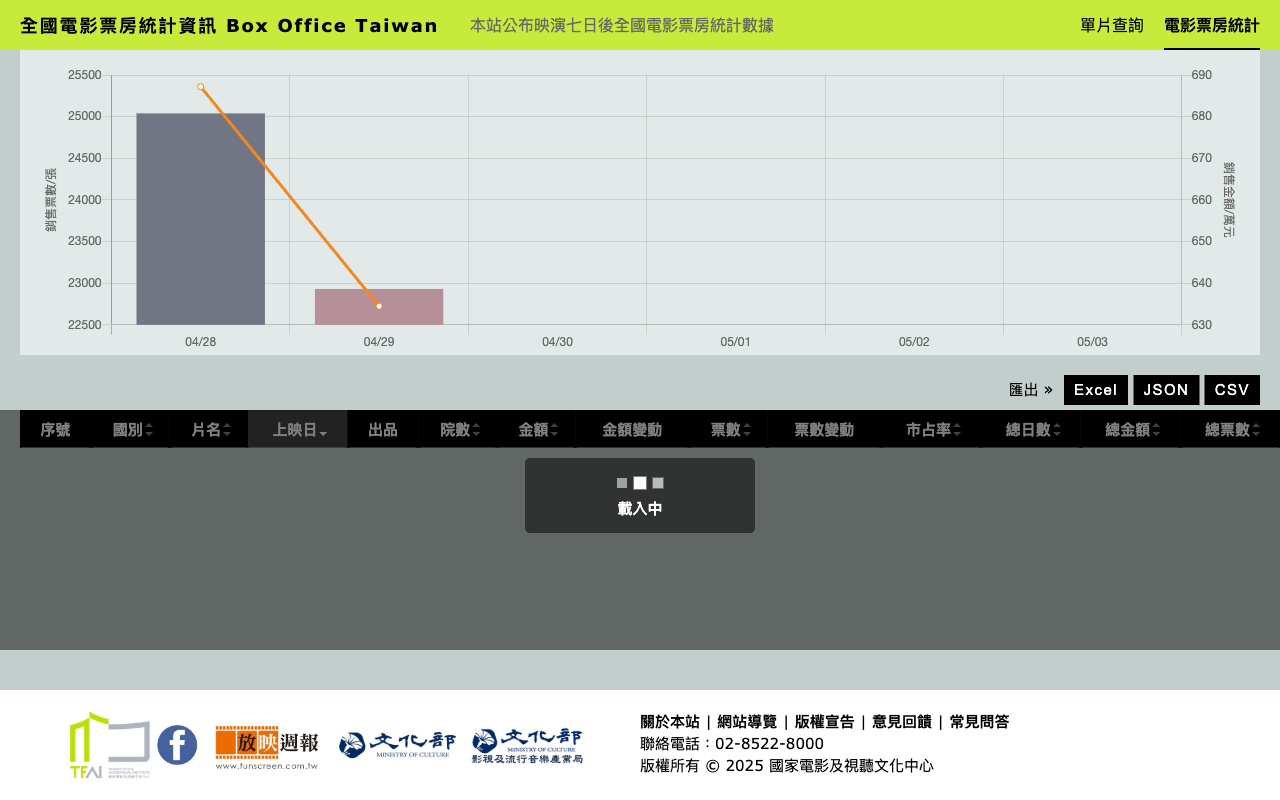 全國電影票房統計資訊 Box Office Taiwan 本站公布映演七日後全國電影票房統計數據 單片查詢 電影票房統計
25500 690
25000 680
24500 670
24000 660
23500 650
23000 640
22500 630
銷售票數/張
銷售金額/萬元
04/28 04/29 04/30 05/01 05/02 05/03
匯出 » Excel JSON CSV
序號 國別 片名 上映日 出品 院數 金額 金額變動 票數 票數變動 市占率 總日數 總金額 總票數
載入中
關於本站 | 網站導覽 | 版權宣告 | 意見回饋 | 常見問答
聯絡電話：02-8522-8000
版權所有 © 2025 國家電影及視聽文化中心
TFAI
放映週報
www.funscreen.com.tw
文化部
MINISTRY OF CULTURE
文化部
MINISTRY OF CULTURE
影視及流行音樂產業局